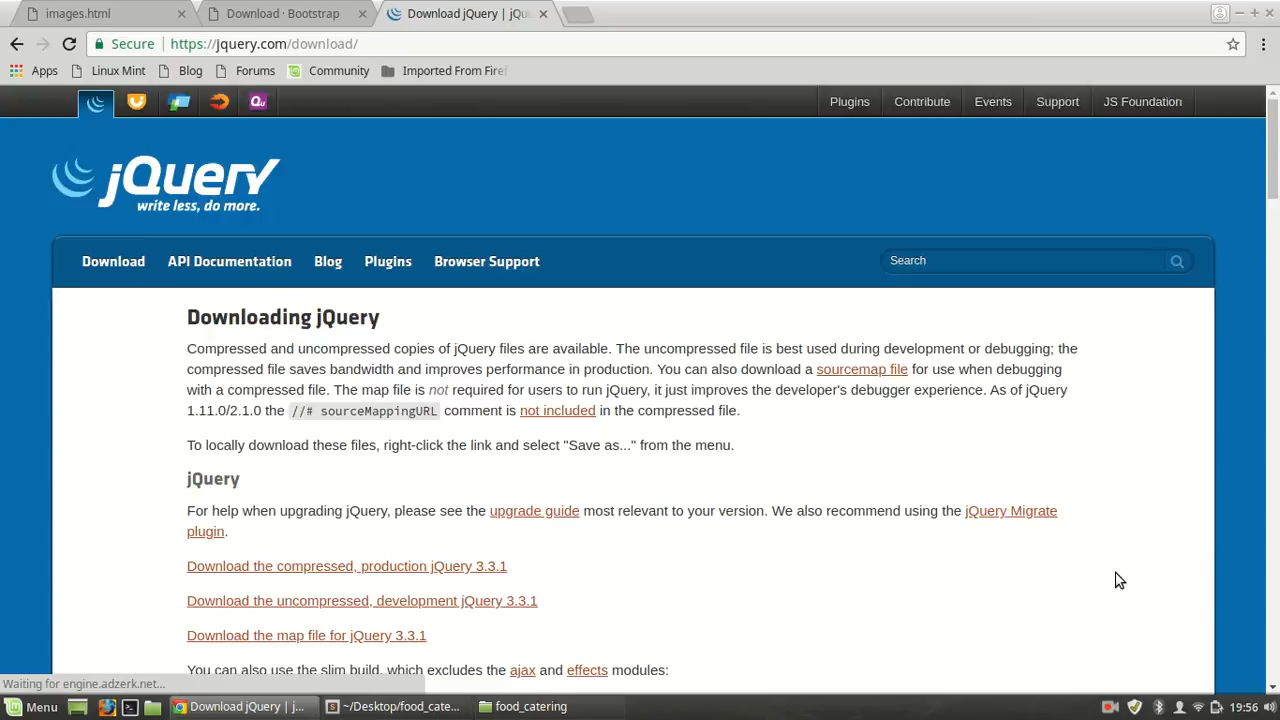 images.html
Download · Bootstrap
Download jQuery | jQu
Secure
https://jquery.com/download/
Apps
Linux Mint
Blog
Forums
Community
Imported From Firef
Qu
Plugins
Contribute
Events
Support
JS Foundation
jQuery
write less, do more.
Download
API Documentation
Blog
Plugins
Browser Support
Search
Downloading jQuery
Compressed and uncompressed copies of jQuery files are available. The uncompressed file is best used during development or debugging; the
compressed file saves bandwidth and improves performance in production. You can also download a sourcemap file for use when debugging
with a compressed file. The map file is not required for users to run jQuery, it just improves the developer's debugger experience. As of jQuery
1.11.0/2.1.0 the //# sourceMappingURL comment is not included in the compressed file.
To locally download these files, right-click the link and select "Save as..." from the menu.
jQuery
For help when upgrading jQuery, please see the upgrade guide most relevant to your version. We also recommend using the jQuery Migrate
plugin.
Download the compressed, production jQuery 3.3.1
Download the uncompressed, development jQuery 3.3.1
Download the map file for jQuery 3.3.1
You can also use the slim build, which excludes the ajax and effects modules:
Waiting for engine.adzerk.net...
Menu
Download jQuery | j...
~/Desktop/food_cate...
food_catering
19:56